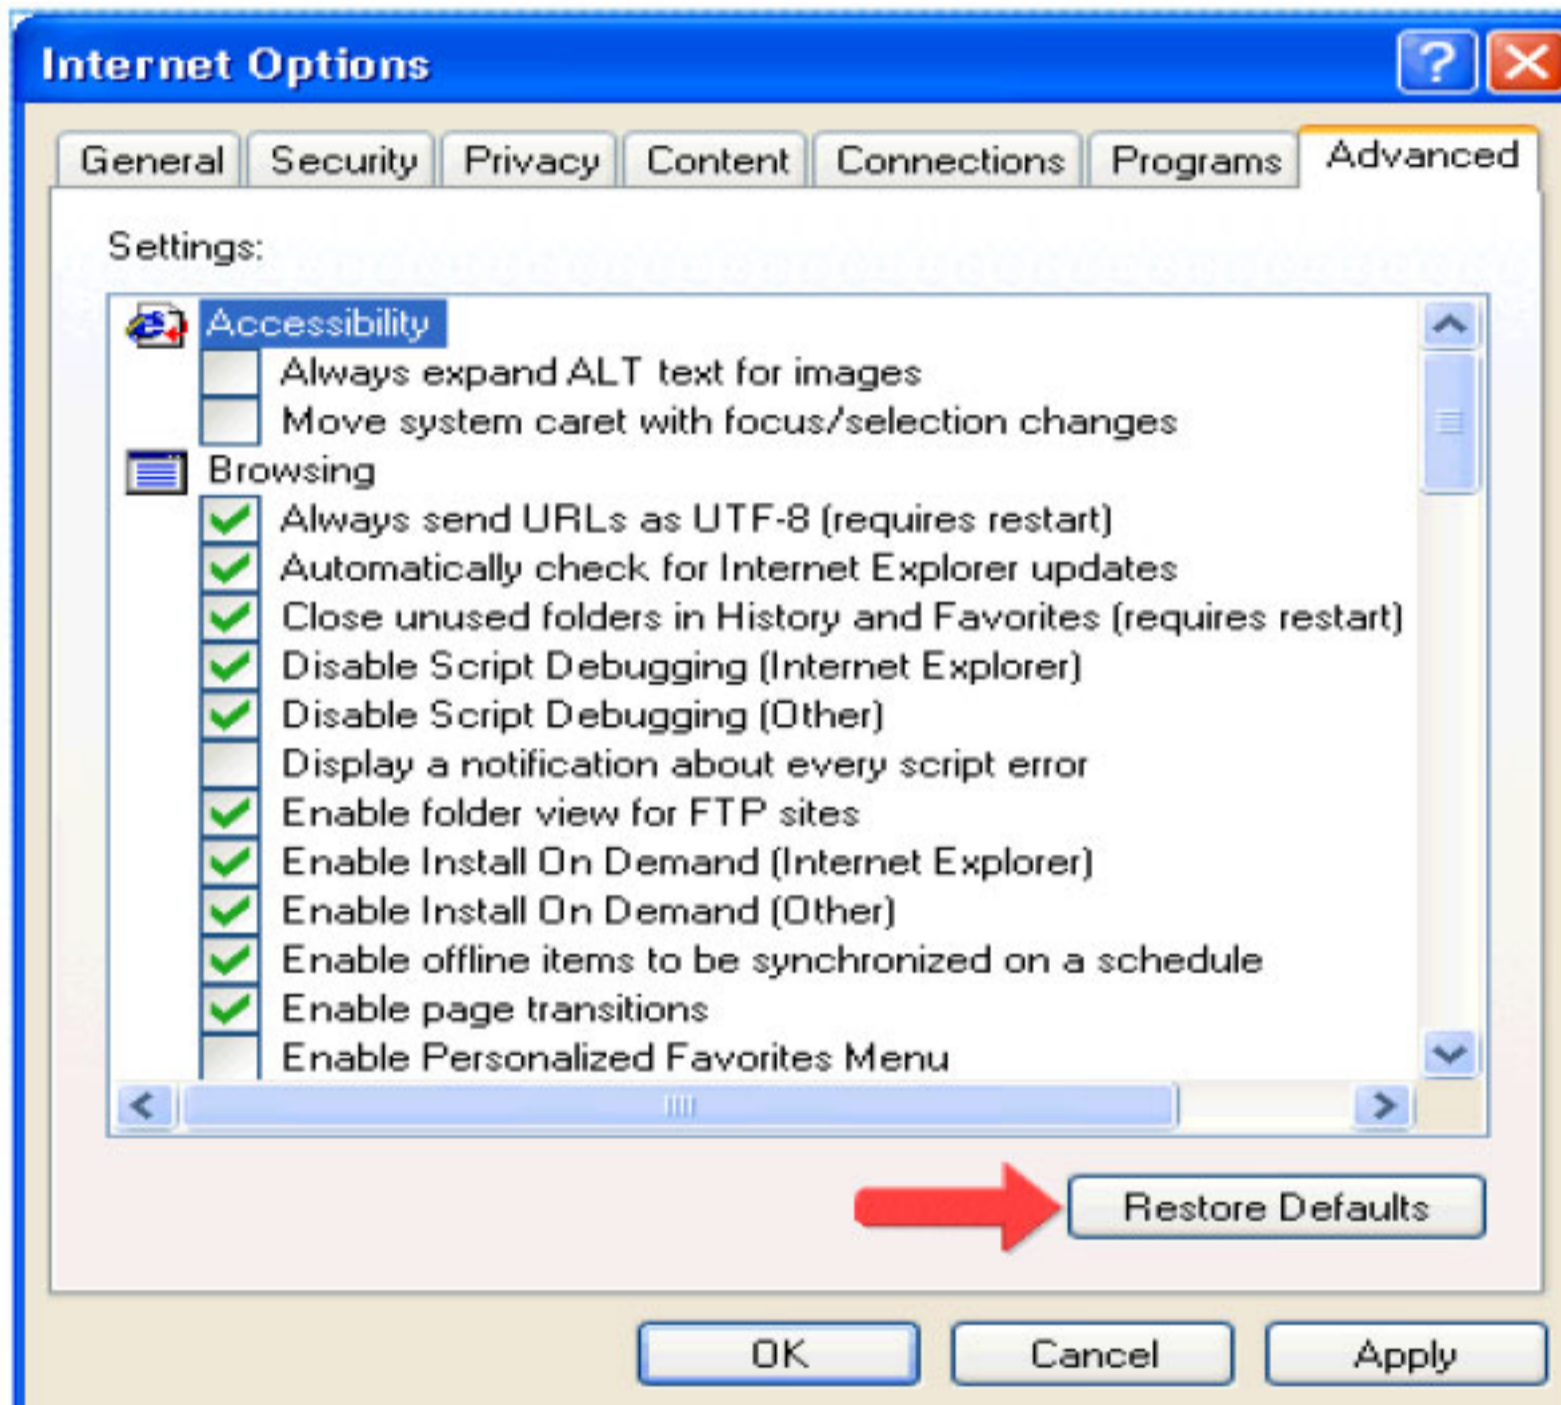 Internet Options
General Security Privacy Content Connections Programs Advanced
Settings:
Accessibility
Always expand ALT text for images
Move system caret with focus/selection changes
Browsing
Always send URLs as UTF-8 (requires restart)
Automatically check for Internet Explorer updates
Close unused folders in History and Favorites (requires restart)
Disable Script Debugging (Internet Explorer)
Disable Script Debugging (Other)
Display a notification about every script error
Enable folder view for FTP sites
Enable Install On Demand (Internet Explorer)
Enable Install On Demand (Other)
Enable offline items to be synchronized on a schedule
Enable page transitions
Enable Personalized Favorites Menu
Restore Defaults
OK Cancel Apply